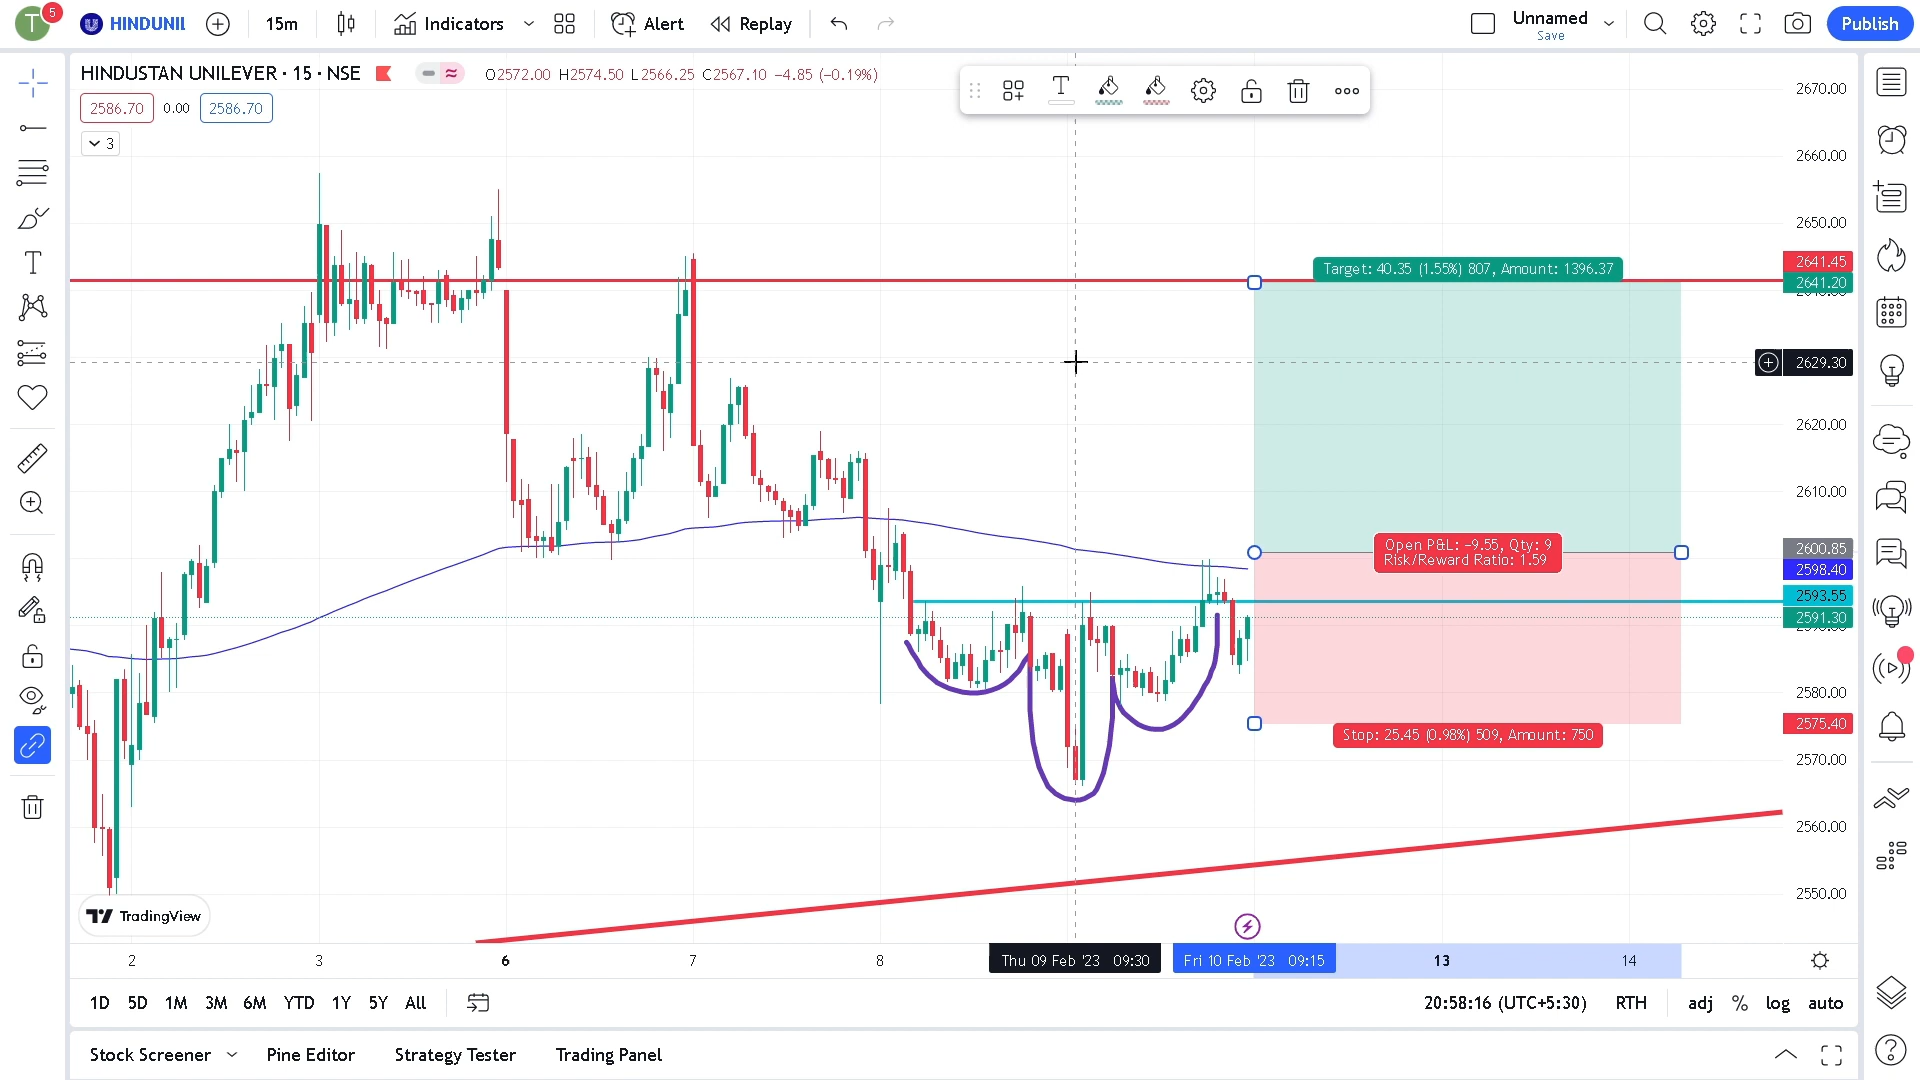 T
5
HINDUNIL
15m
Indicators
Alert
Replay
Unnamed
Save
Publish
HINDUSTAN UNILEVER · 15 · NSE
O2572.00 H2574.50 L2566.25 C2567.10 −4.85 (−0.19%)
2586.70 0.00 2586.70
3
T
2670.00
2660.00
2650.00
2641.45
2641.20
2629.30
2620.00
2610.00
2600.85
2598.40
2593.55
2591.30
2580.00
2575.40
2570.00
2560.00
2550.00
Target: 40.35 (1.55%) 807, Amount: 1396.37
Open P&L: −9.55, Qty: 9
Risk/Reward Ratio: 1.59
Stop: 25.45 (0.98%) 509, Amount: 750
TradingView
2 3 6 7 8 Thu 09 Feb '23 09:30 Fri 10 Feb '23 09:15 13 14
1D 5D 1M 3M 6M YTD 1Y 5Y All
20:58:16 (UTC+5:30) RTH adj % log auto
Stock Screener Pine Editor Strategy Tester Trading Panel